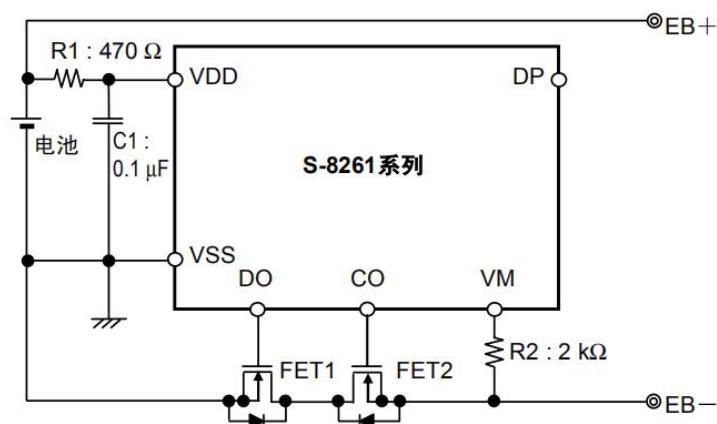 EB+
R1 : 470 Ω
VDD
DP
电池
C1 :
0.1 µF
S-8261系列
VSS
DO
CO
VM
FET1
FET2
R2 : 2 kΩ
EB−